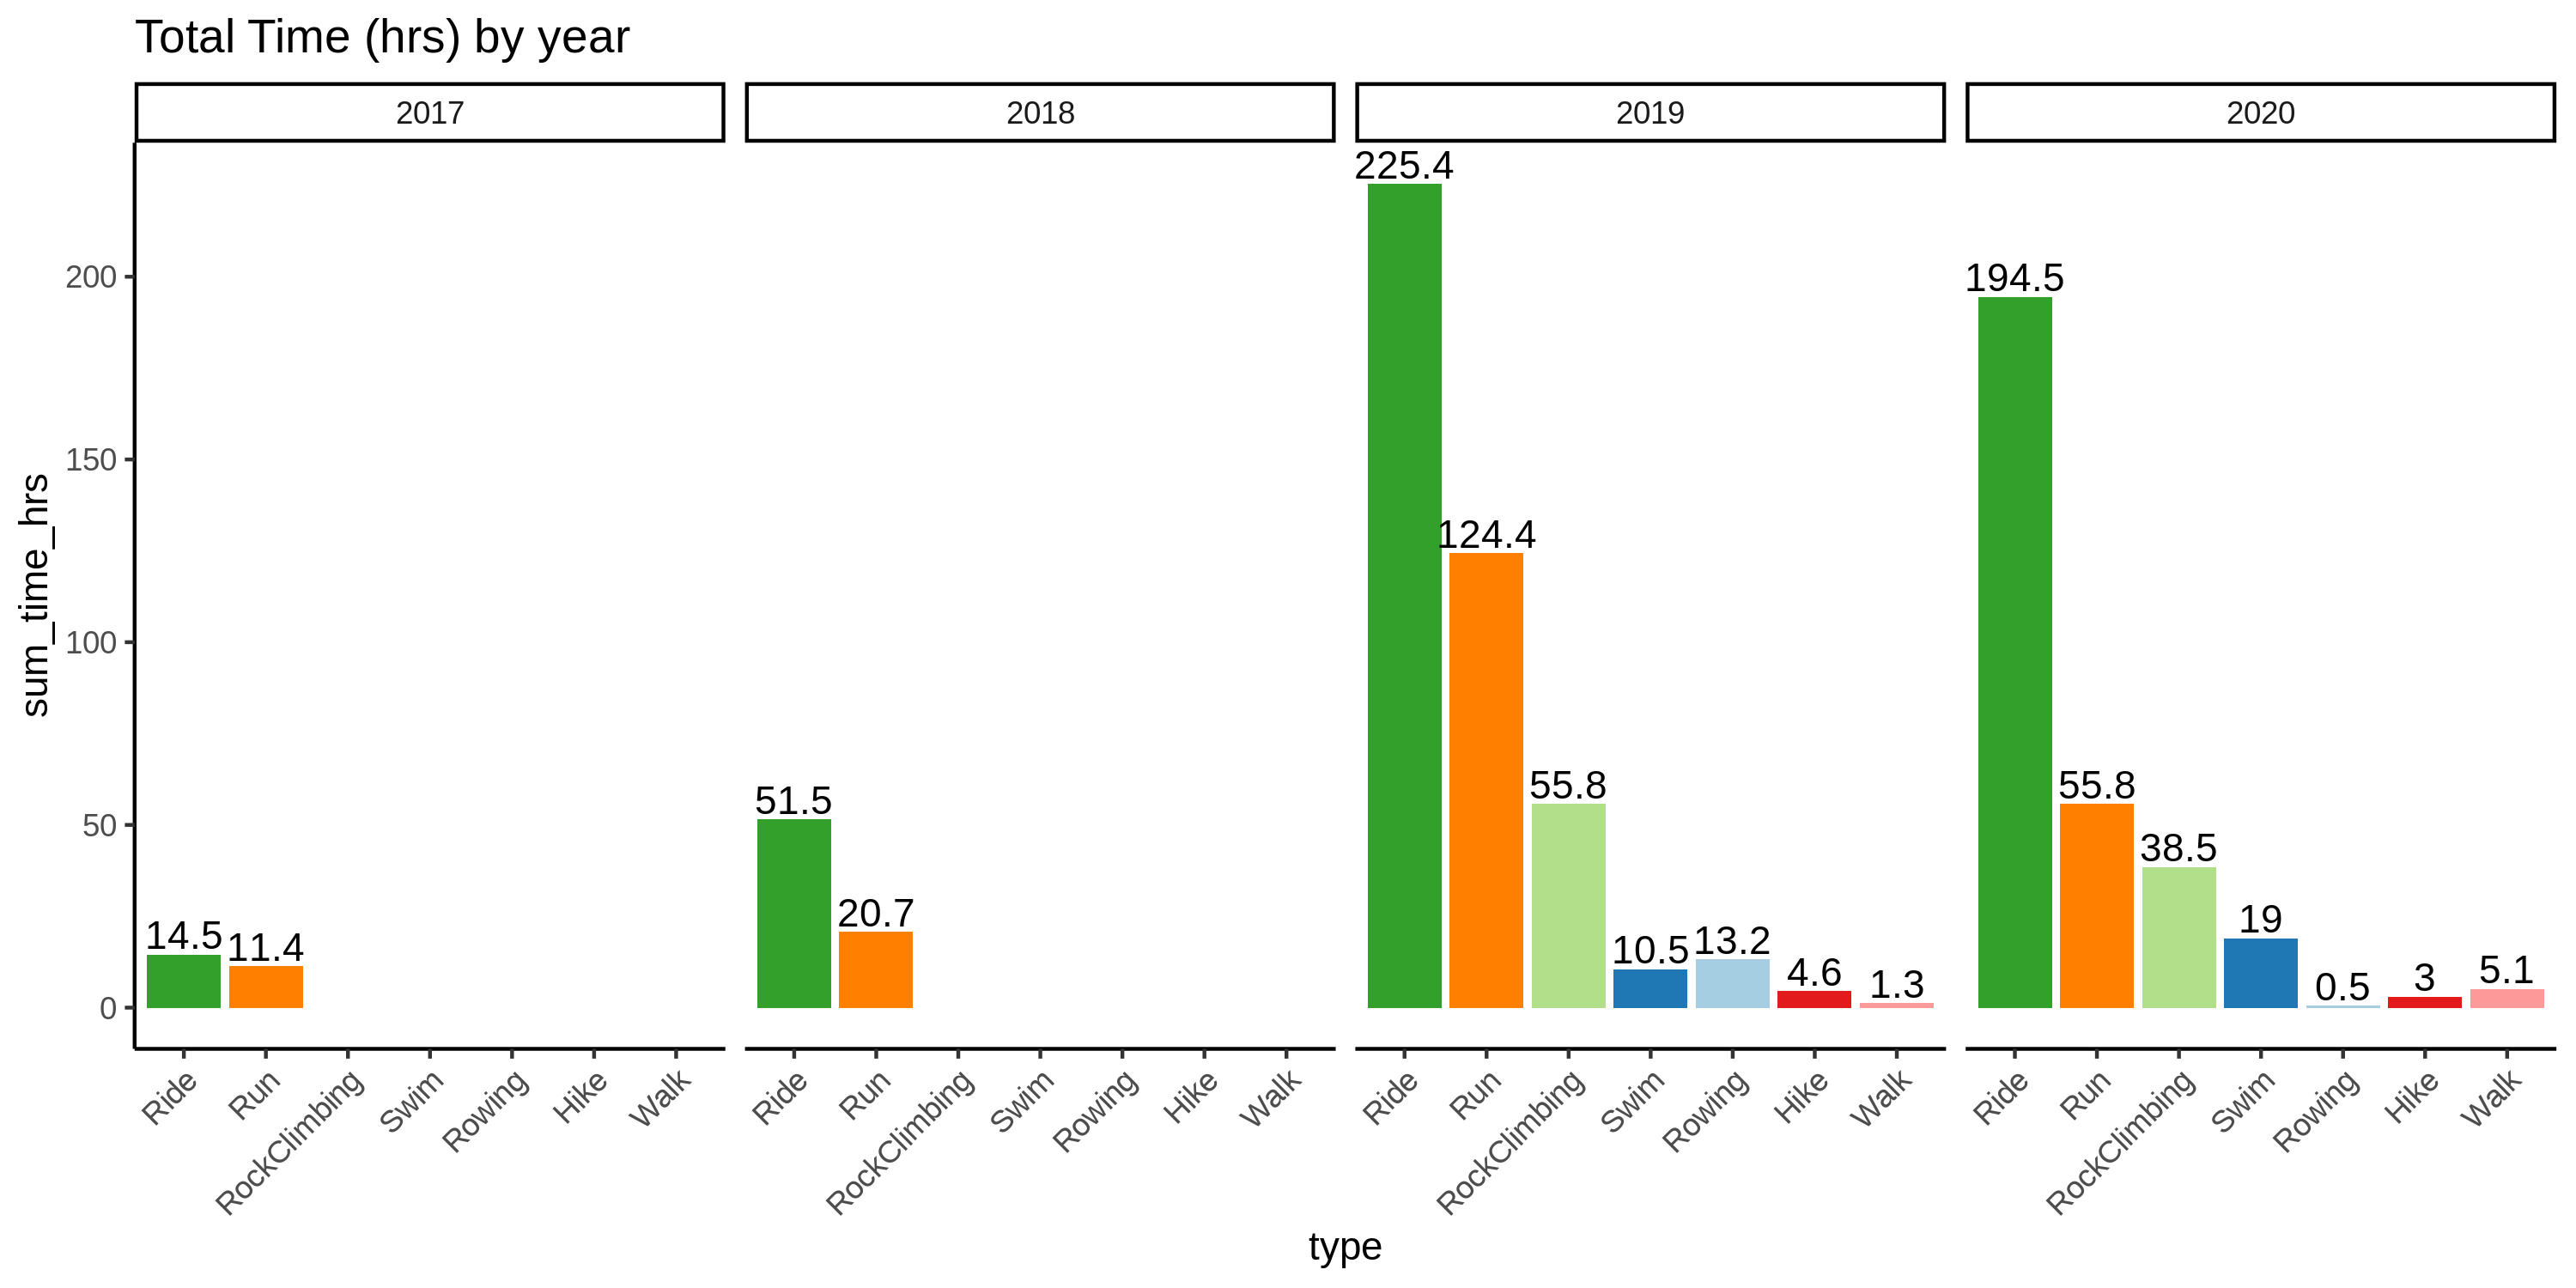 Total Time (hrs) by year
2017 2018 2019 2020
sum_time_hrs
200
150
100
50
0
14.5 11.4
51.5 20.7
225.4 124.4 55.8 10.5 13.2 4.6 1.3
194.5 55.8 38.5 19 0.5 3 5.1
Ride Run RockClimbing Swim Rowing Hike Walk
Ride Run RockClimbing Swim Rowing Hike Walk
Ride Run RockClimbing Swim Rowing Hike Walk
Ride Run RockClimbing Swim Rowing Hike Walk
type